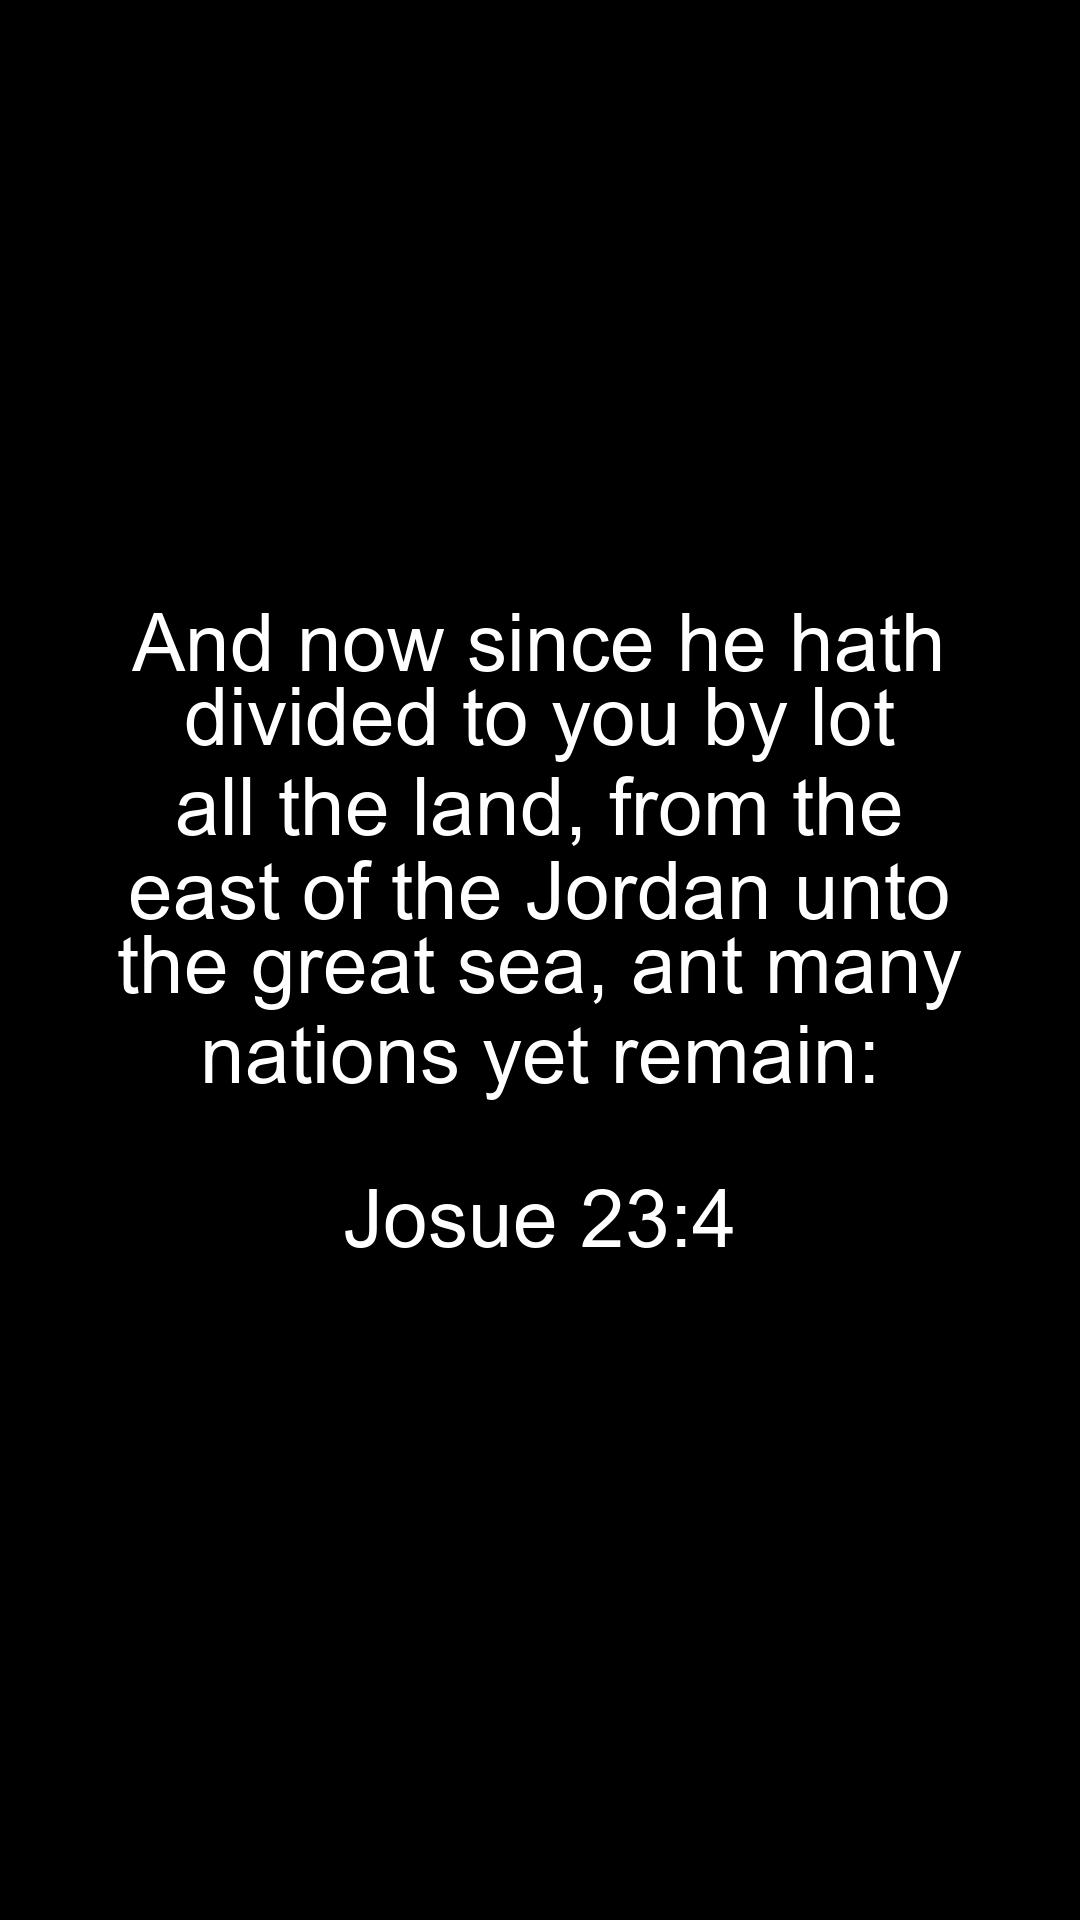 And now since he hath
divided to you by lot
all the land, from the
east of the Jordan unto
the great sea, ant many
nations yet remain:
Josue 23:4